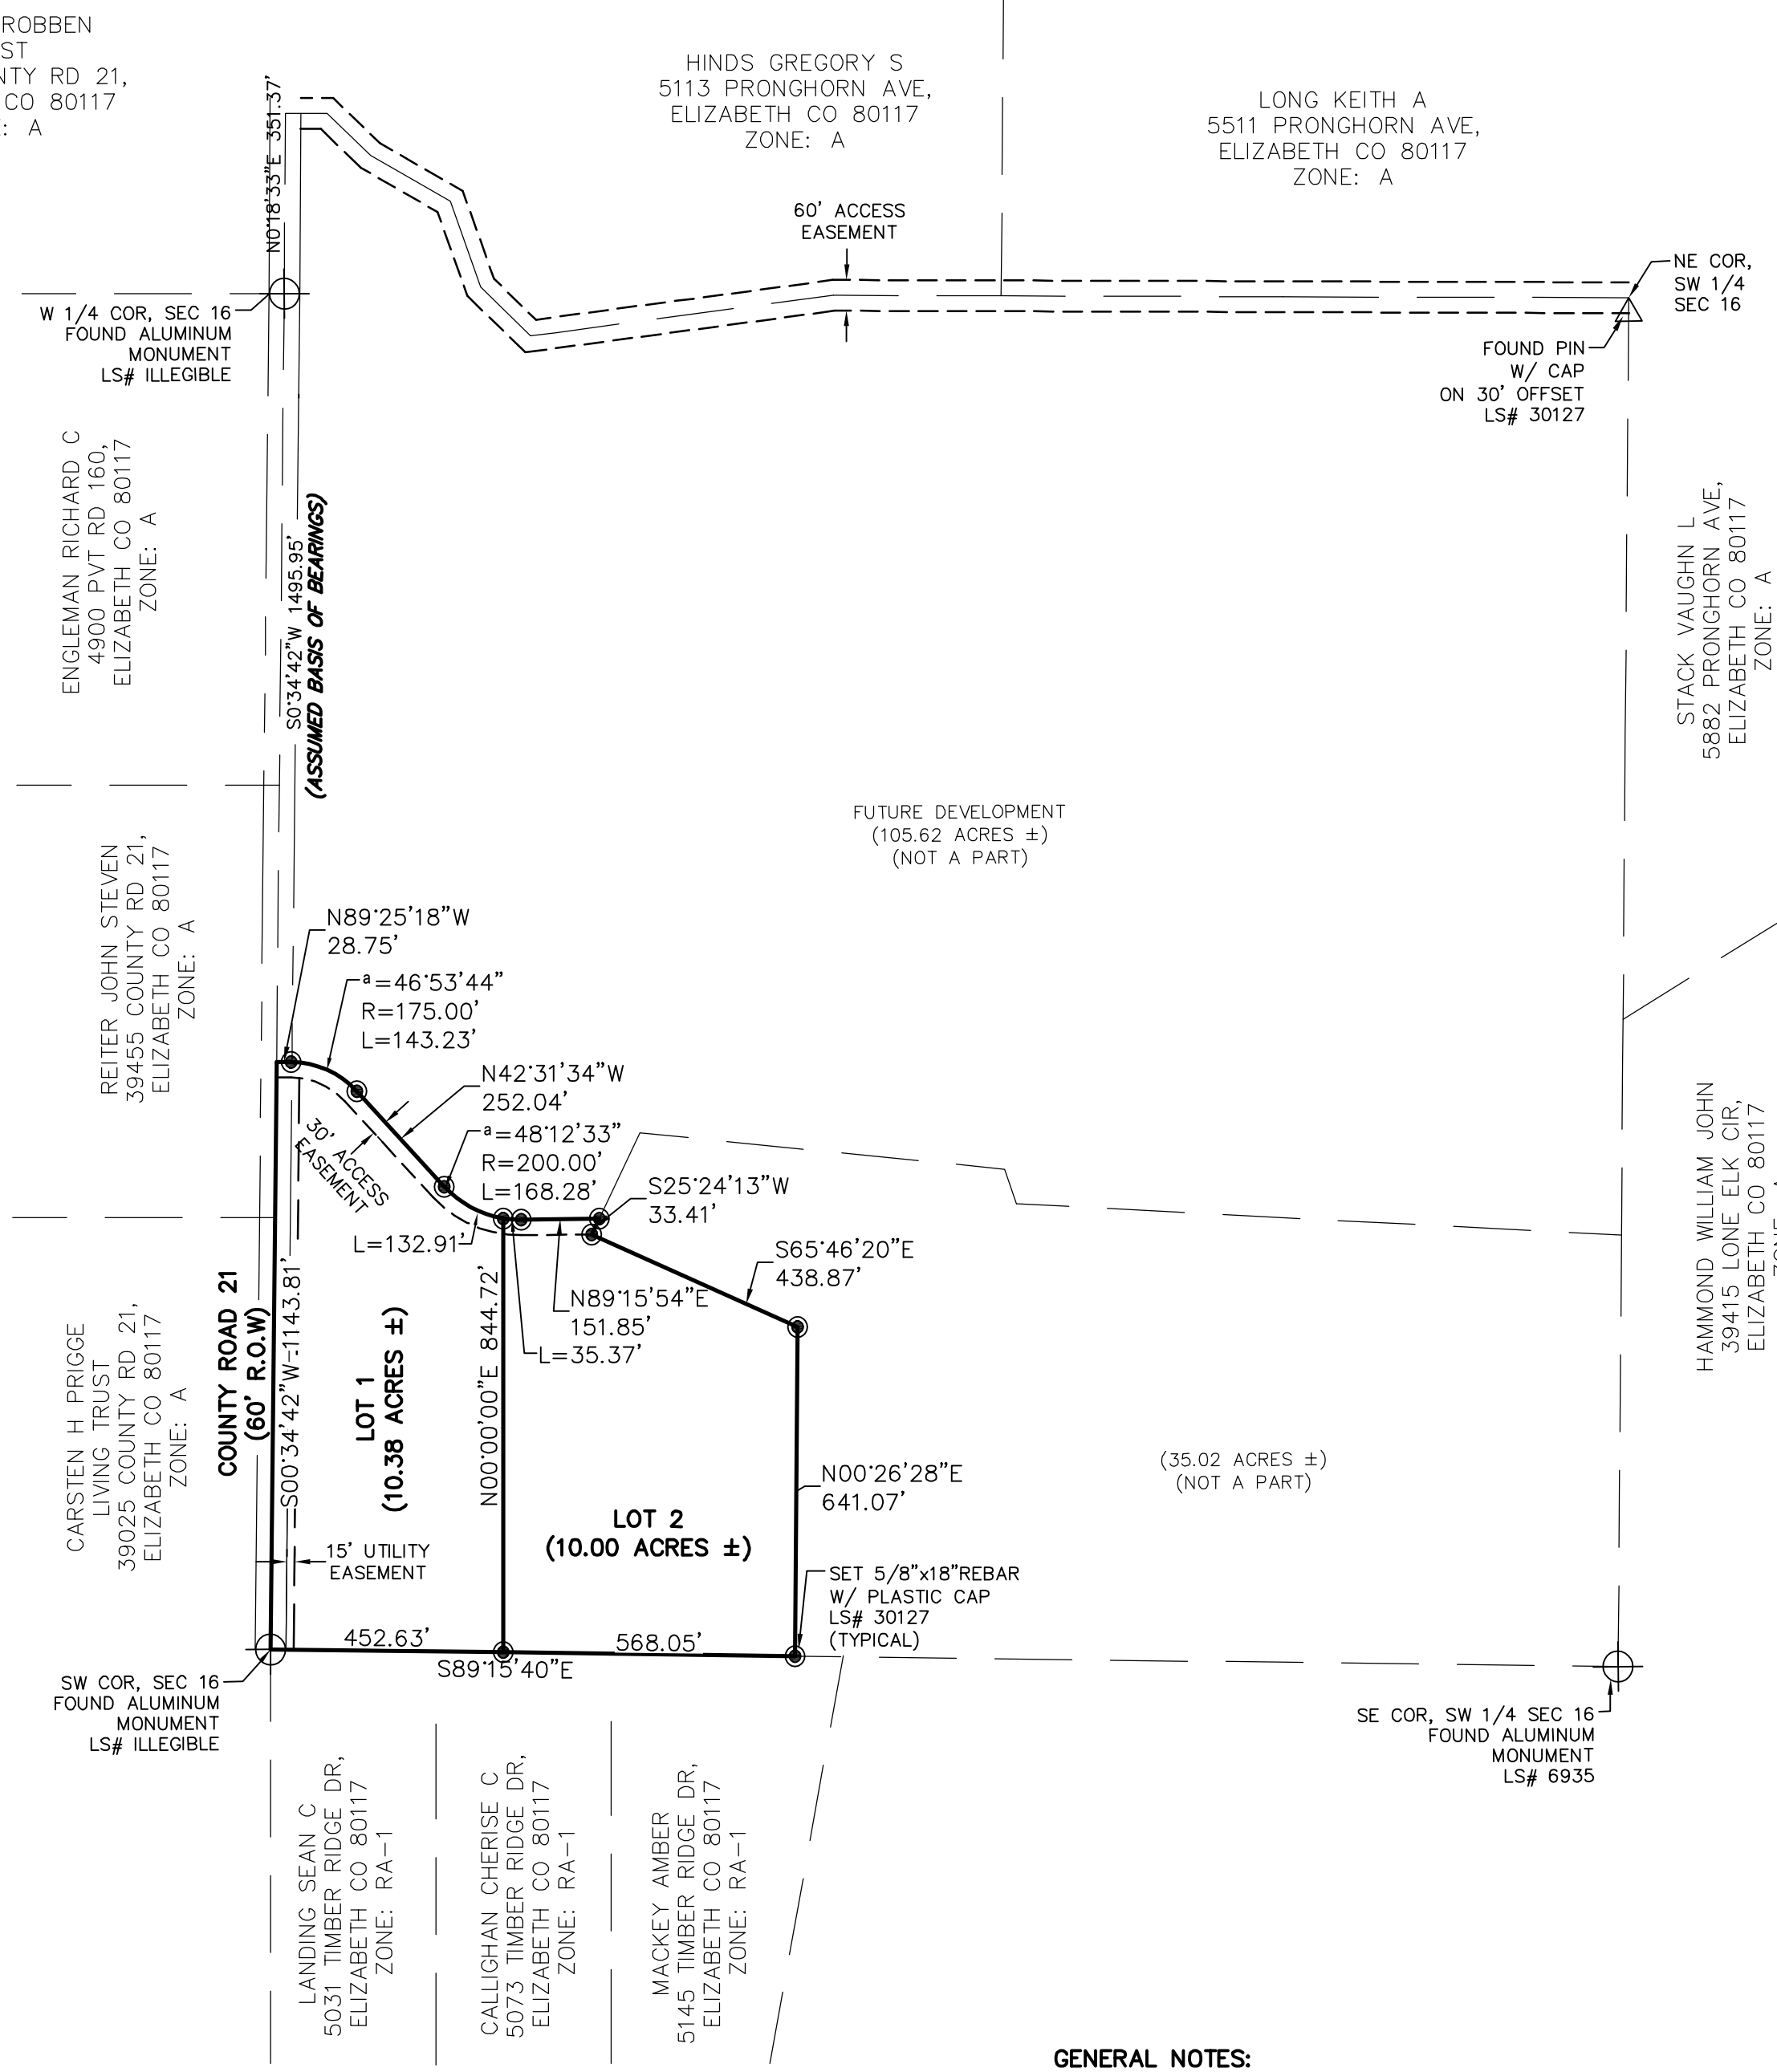 ROBBEN
ST
NTY RD 21,
CO 80117
: A
N0°18'33"E 351.37'
HINDS GREGORY S
5113 PRONGHORN AVE,
ELIZABETH CO 80117
ZONE: A
LONG KEITH A
5511 PRONGHORN AVE,
ELIZABETH CO 80117
ZONE: A
60' ACCESS
EASEMENT
NE COR,
SW 1/4
SEC 16
W 1/4 COR, SEC 16
FOUND ALUMINUM
MONUMENT
LS# ILLEGIBLE
FOUND PIN
W/ CAP
ON 30' OFFSET
LS# 30127
ENGLEMAN RICHARD C
4900 PVT RD 160,
ELIZABETH CO 80117
ZONE: A
S0°34'42"W 1495.95'
(ASSUMED BASIS OF BEARINGS)
STACK VAUGHN L
5882 PRONGHORN AVE,
ELIZABETH CO 80117
ZONE: A
FUTURE DEVELOPMENT
(105.62 ACRES ±)
(NOT A PART)
REITER JOHN STEVEN
39455 COUNTY RD 21,
ELIZABETH CO 80117
ZONE: A
N89°25'18"W
28.75'
a=46°53'44"
R=175.00'
L=143.23'
N42°31'34"W
252.04'
a=48°12'33"
R=200.00'
L=168.28'
30' ACCESS
EASEMENT
S25°24'13"W
33.41'
L=132.91'
S65°46'20"E
438.87'
N89°15'54"E
151.85'
L=35.37'
HAMMOND WILLIAM JOHN
39415 LONE ELK CIR,
ELIZABETH CO 80117
ZONE: A
CARSTEN H PRIGGE
LIVING TRUST
39025 COUNTY RD 21,
ELIZABETH CO 80117
ZONE: A
COUNTY ROAD 21
(60' R.O.W)
S00°34'42"W-1143.81'
LOT 1
(10.38 ACRES ±)
N00°00'00"E 844.72'
(35.02 ACRES ±)
(NOT A PART)
N00°26'28"E
641.07'
LOT 2
(10.00 ACRES ±)
15' UTILITY
EASEMENT
SET 5/8"x18"REBAR
W/ PLASTIC CAP
LS# 30127
(TYPICAL)
452.63'
568.05'
S89°15'40"E
SW COR, SEC 16
FOUND ALUMINUM
MONUMENT
LS# ILLEGIBLE
SE COR, SW 1/4 SEC 16
FOUND ALUMINUM
MONUMENT
LS# 6935
LANDING SEAN C
5031 TIMBER RIDGE DR,
ELIZABETH CO 80117
ZONE: RA-1
CALLIGHAN CHERISE C
5073 TIMBER RIDGE DR,
ELIZABETH CO 80117
ZONE: RA-1
MACKEY AMBER
5145 TIMBER RIDGE DR,
ELIZABETH CO 80117
ZONE: RA-1
GENERAL NOTES: